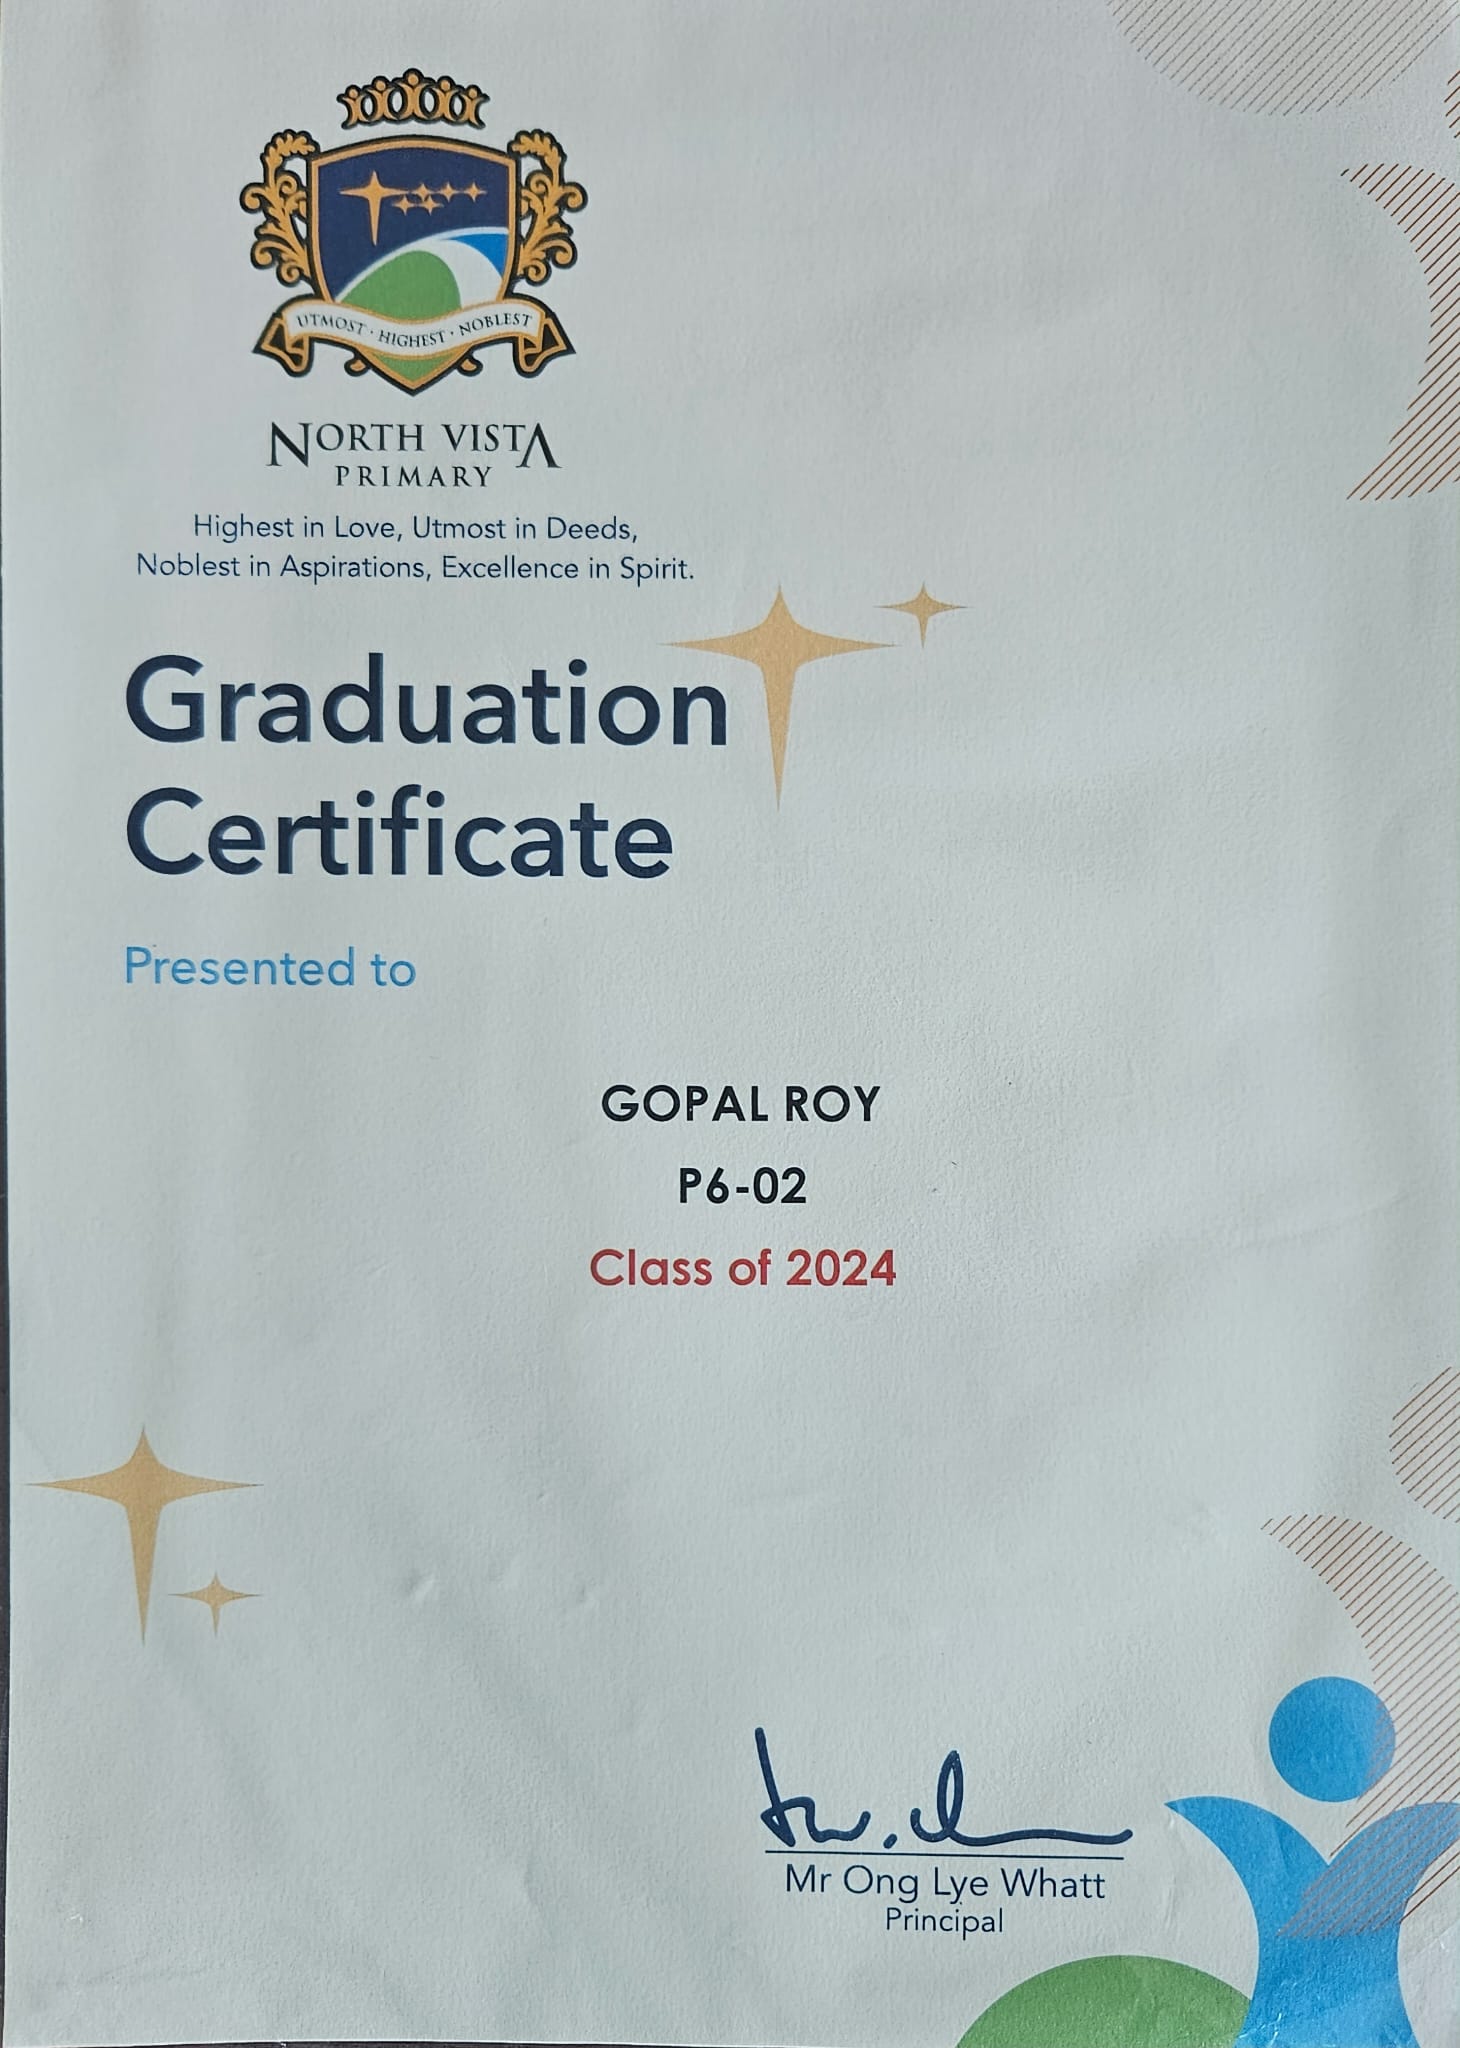 UTMOST · HIGHEST · NOBLEST
NORTH VISTA
PRIMARY
Highest in Love, Utmost in Deeds,
Noblest in Aspirations, Excellence in Spirit.
Graduation
Certificate
Presented to
GOPAL ROY
P6-02
Class of 2024
Mr Ong Lye Whatt
Principal